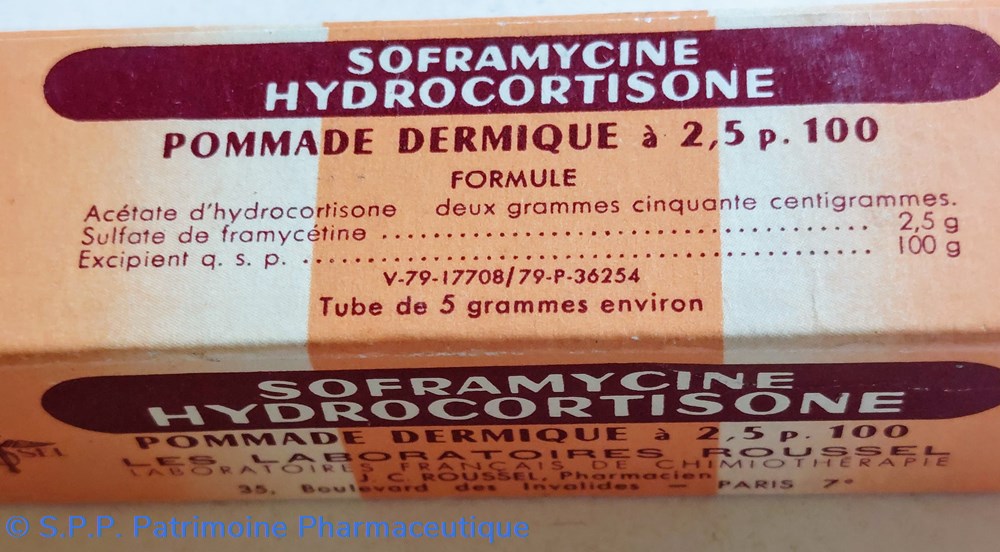 SOFRAMYCINE
HYDROCORTISONE
POMMADE DERMIQUE à 2,5 p. 100
FORMULE
Acétate d'hydrocortisone deux grammes cinquante centigrammes.
Sulfate de framycétine ........................................ 2,5 g
Excipient q. s. p. ................................................ 100 g
V-79-17708/79-P-36254
Tube de 5 grammes environ
SOFRAMYCINE
HYDROCORTISONE
POMMADE DERMIQUE à 2,5 p. 100
LES LABORATOIRES ROUSSEL
LABORATOIRES FRANÇAIS DE CHIMIOTHÉRAPIE
J. C. ROUSSEL, Pharmacien
35, Boulevard des Invalides — PARIS 7e
© S.P.P. Patrimoine Pharmaceutique